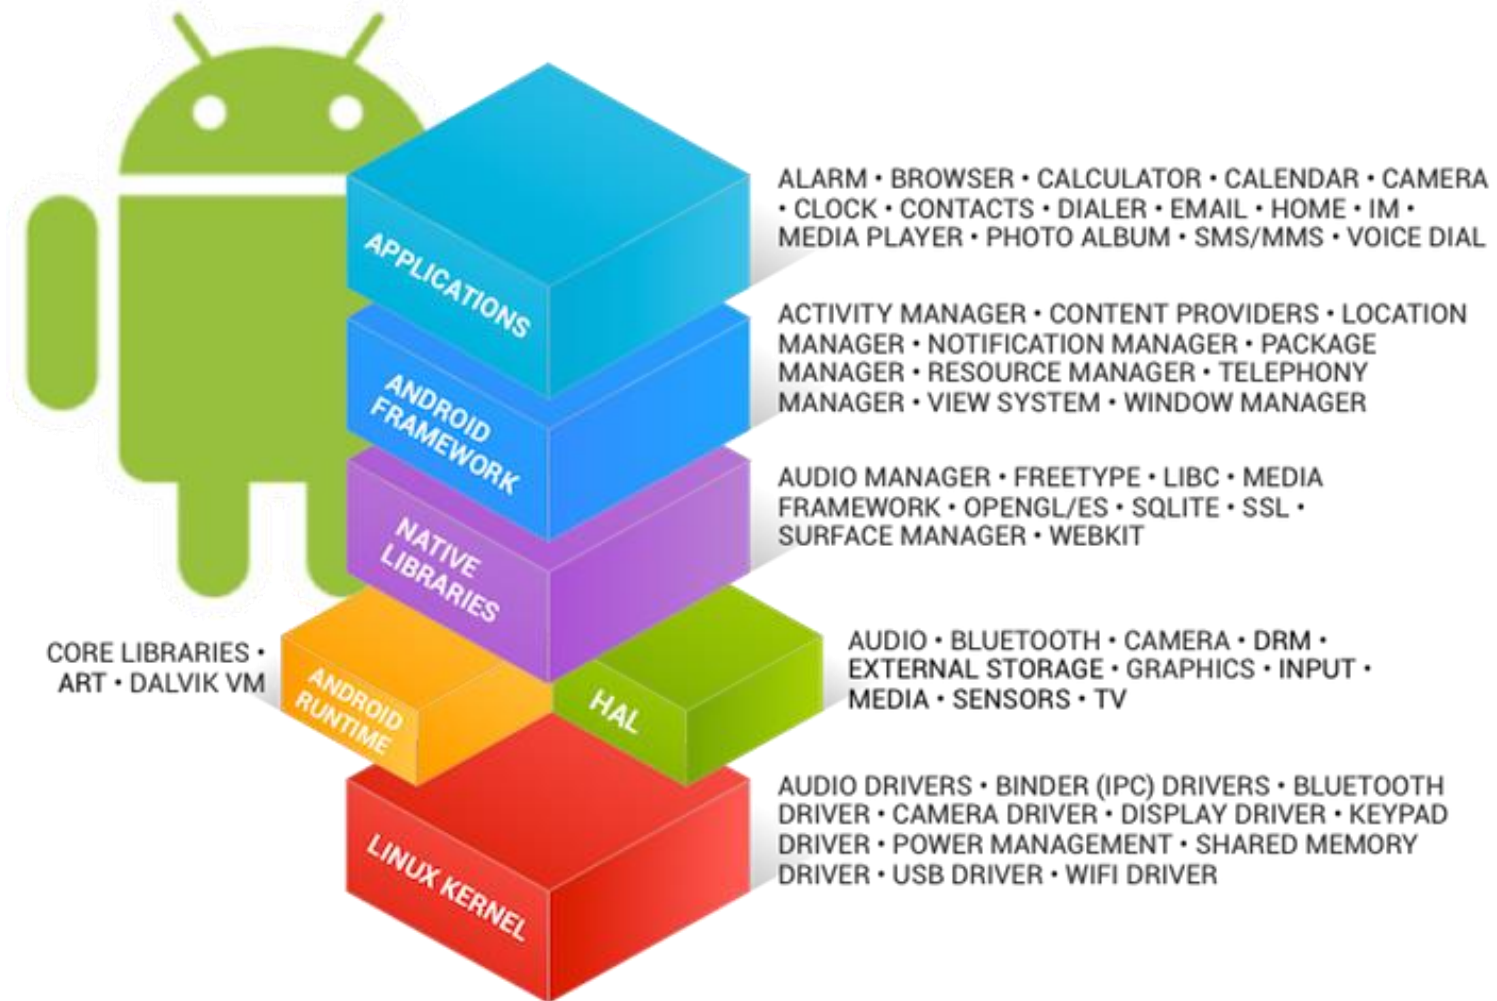 APPLICATIONS
ALARM • BROWSER • CALCULATOR • CALENDAR • CAMERA
• CLOCK • CONTACTS • DIALER • EMAIL • HOME • IM •
MEDIA PLAYER • PHOTO ALBUM • SMS/MMS • VOICE DIAL
ANDROID
FRAMEWORK
ACTIVITY MANAGER • CONTENT PROVIDERS • LOCATION
MANAGER • NOTIFICATION MANAGER • PACKAGE
MANAGER • RESOURCE MANAGER • TELEPHONY
MANAGER • VIEW SYSTEM • WINDOW MANAGER
NATIVE
LIBRARIES
AUDIO MANAGER • FREETYPE • LIBC • MEDIA
FRAMEWORK • OPENGL/ES • SQLITE • SSL •
SURFACE MANAGER • WEBKIT
CORE LIBRARIES •
ART • DALVIK VM
ANDROID
RUNTIME
HAL
AUDIO • BLUETOOTH • CAMERA • DRM •
EXTERNAL STORAGE • GRAPHICS • INPUT •
MEDIA • SENSORS • TV
LINUX KERNEL
AUDIO DRIVERS • BINDER (IPC) DRIVERS • BLUETOOTH
DRIVER • CAMERA DRIVER • DISPLAY DRIVER • KEYPAD
DRIVER • POWER MANAGEMENT • SHARED MEMORY
DRIVER • USB DRIVER • WIFI DRIVER